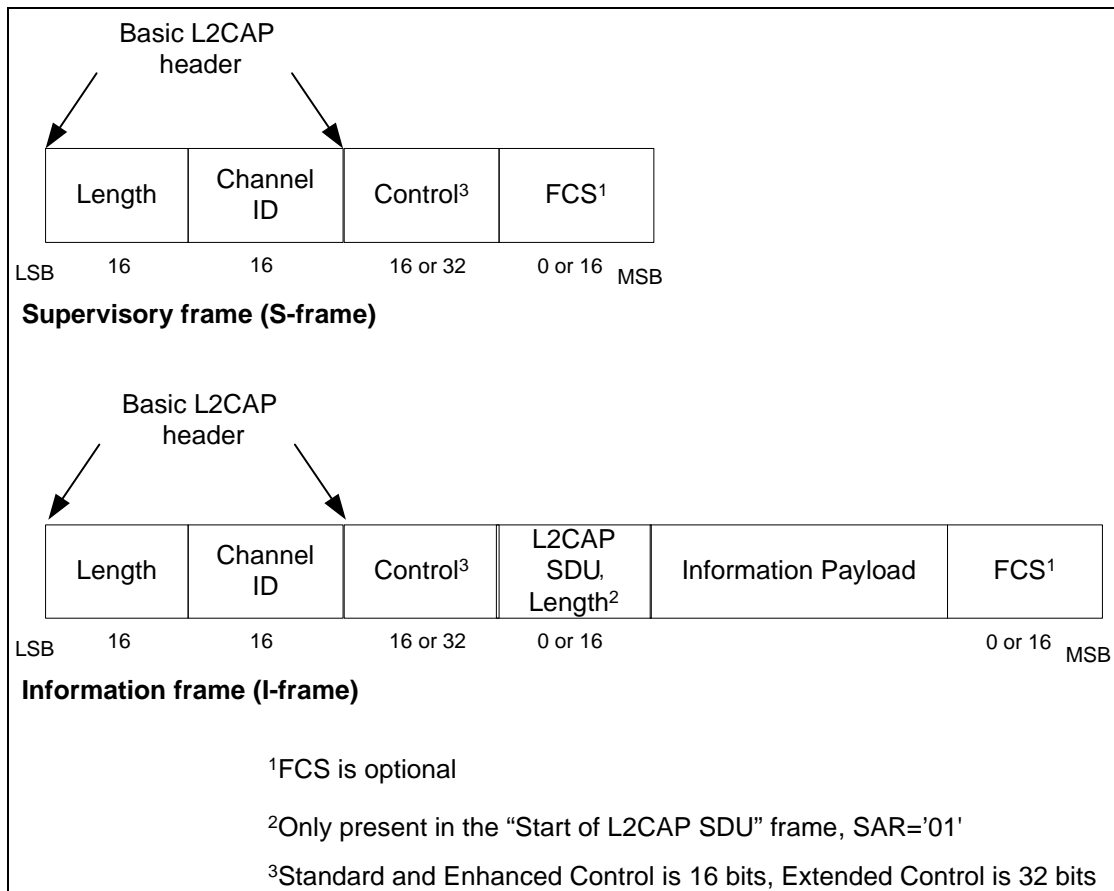 Basic L2CAP
header
Length
Channel
ID
Control³
FCS¹
LSB
16
16
16 or 32
0 or 16
MSB
Supervisory frame (S-frame)
Basic L2CAP
header
Length
Channel
ID
Control³
L2CAP
SDU,
Length²
Information Payload
FCS¹
LSB
16
16
16 or 32
0 or 16
0 or 16
MSB
Information frame (I-frame)
¹FCS is optional
²Only present in the “Start of L2CAP SDU” frame, SAR='01'
³Standard and Enhanced Control is 16 bits, Extended Control is 32 bits